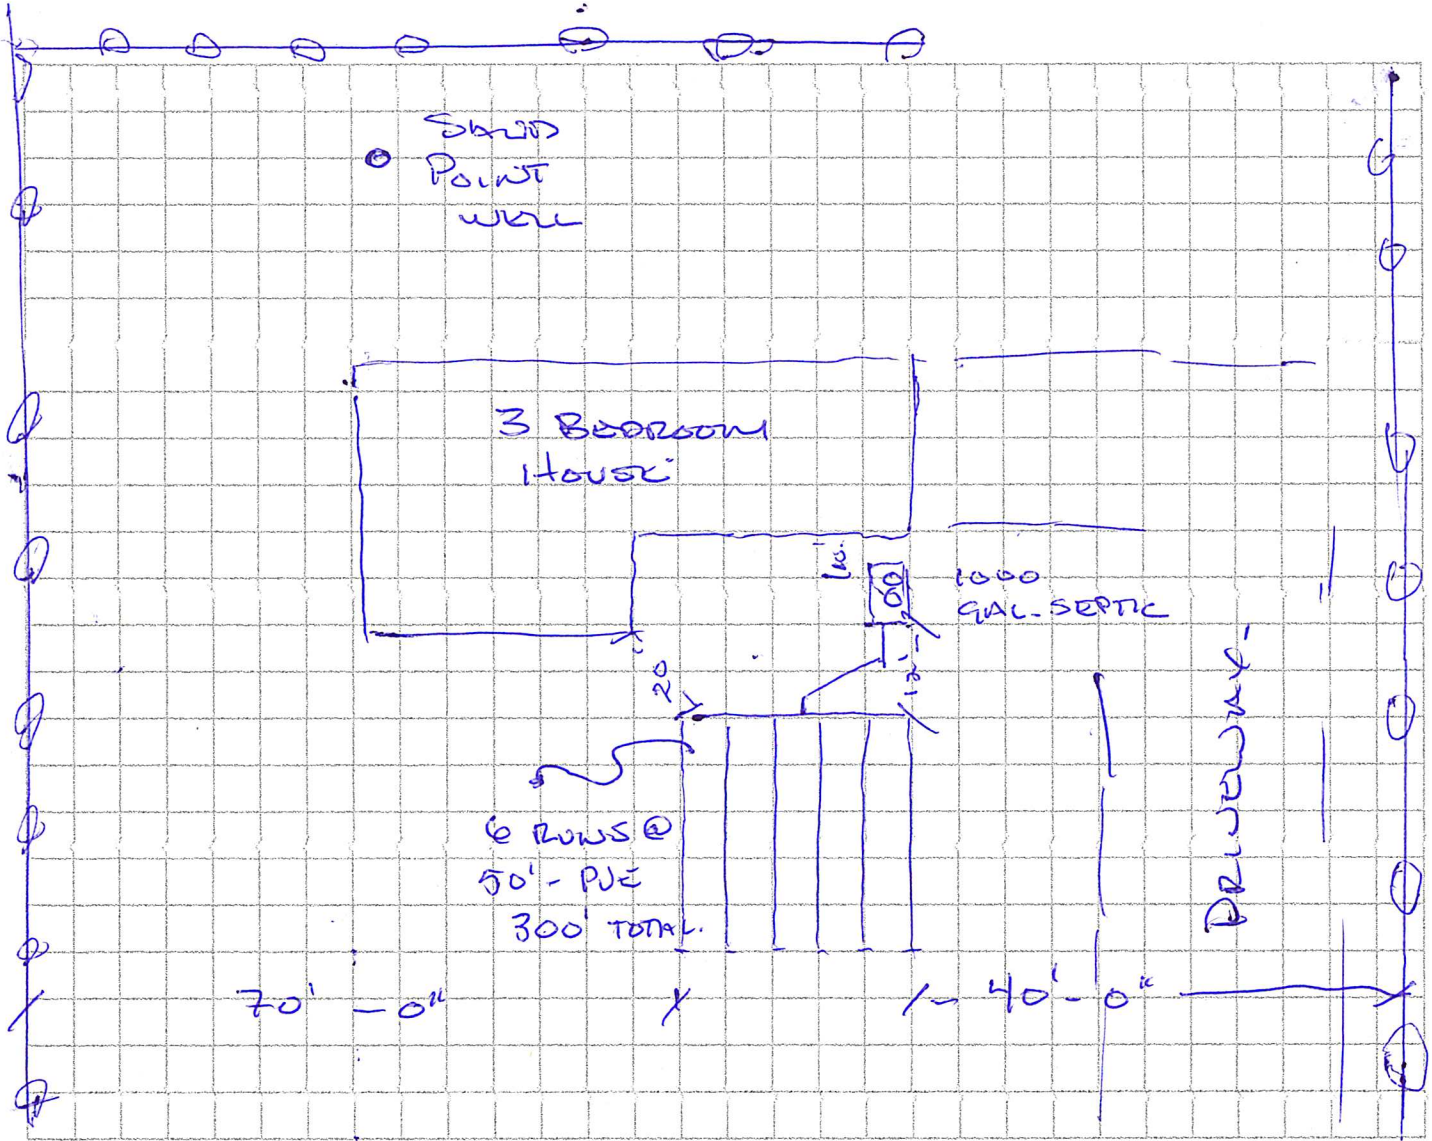 SAND
POINT
WELL
3 BEDROOM
HOUSE
10'
1000
GAL-SEPTIC
20
12'
DRIVEWAY
6 RUNS @
50' - 
300' TOTAL.
70' - 0"
40' - 0"